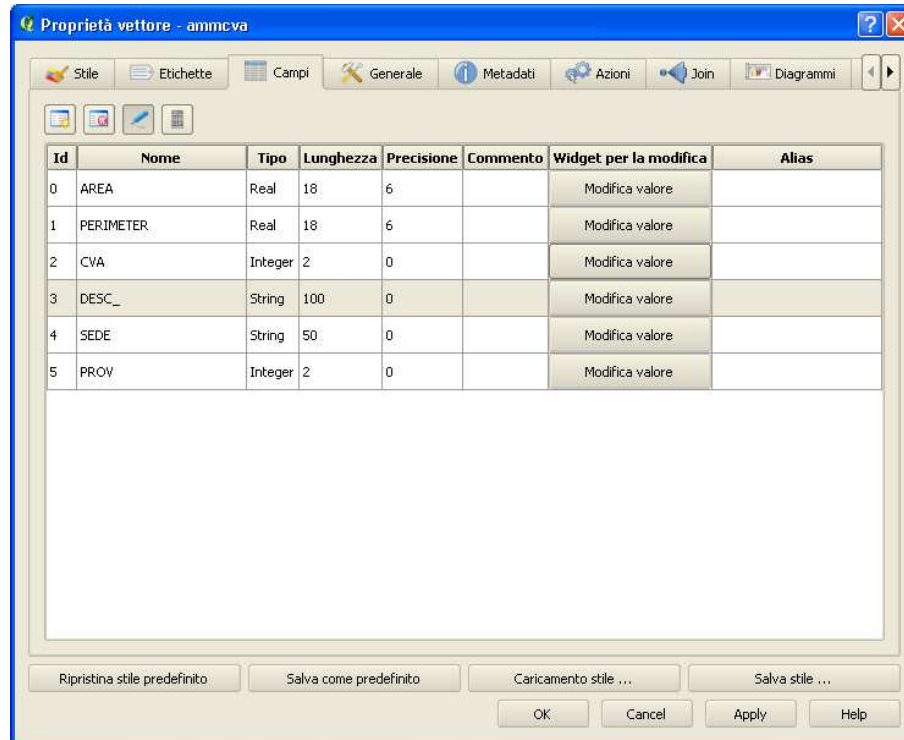 Proprietà vettore - ammcva
Stile Etichette Campi Generale Metadati Azioni Join Diagrammi
Id Nome Tipo Lunghezza Precisione Commento Widget per la modifica Alias
0 AREA Real 18 6 Modifica valore
1 PERIMETER Real 18 6 Modifica valore
2 CVA Integer 2 0 Modifica valore
3 DESC_ String 100 0 Modifica valore
4 SEDE String 50 0 Modifica valore
5 PROV Integer 2 0 Modifica valore
Ripristina stile predefinito Salva come predefinito Caricamento stile ... Salva stile ...
OK Cancel Apply Help